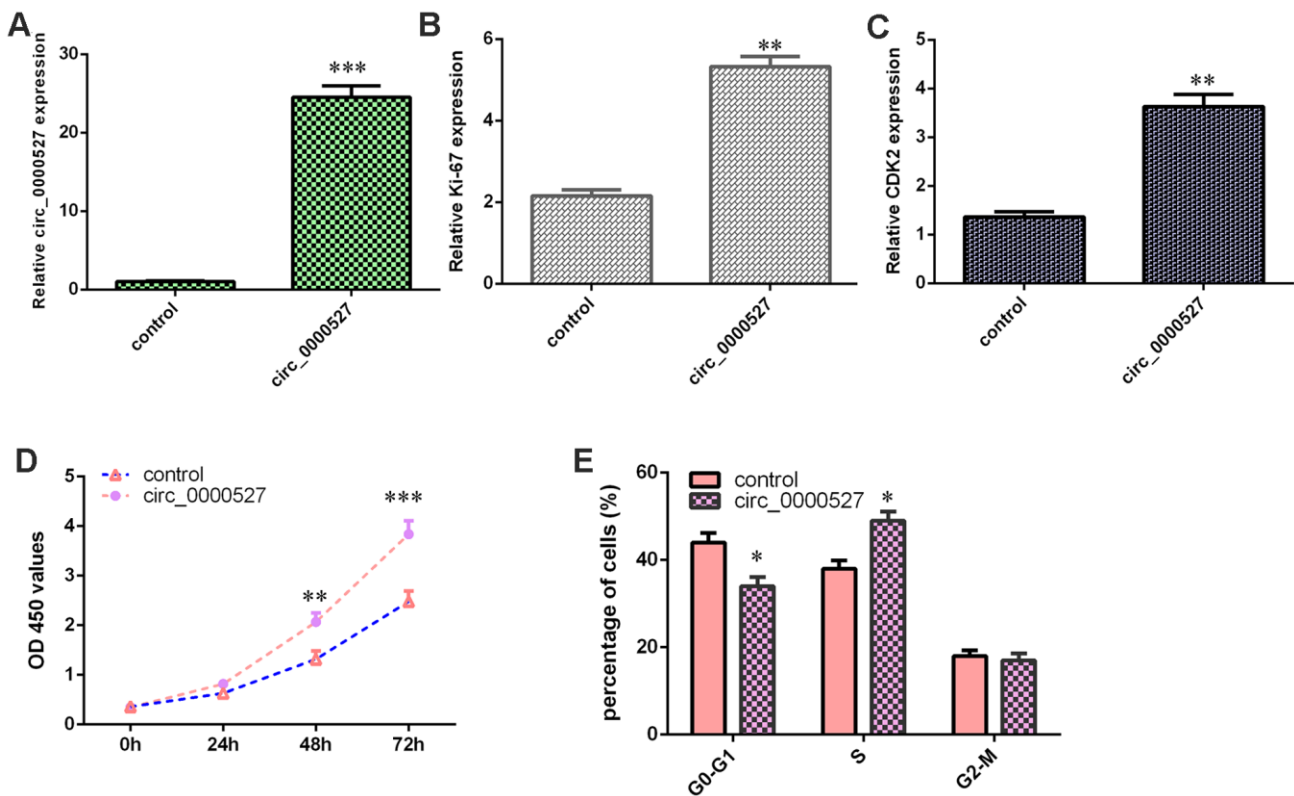 A
Relative circ_0000527 expression
30
20
10
0
***
control
circ_0000527
B
Relative Ki-67 expression
6
4
2
0
**
control
circ_0000527
C
Relative CDK2 expression
5
4
3
2
1
0
**
control
circ_0000527
D
OD 450 values
control
circ_0000527
5
4
3
2
1
0
**
***
0h
24h
48h
72h
E
percentage of cells (%)
control
circ_0000527
60
40
20
0
*
*
G0-G1
S
G2-M